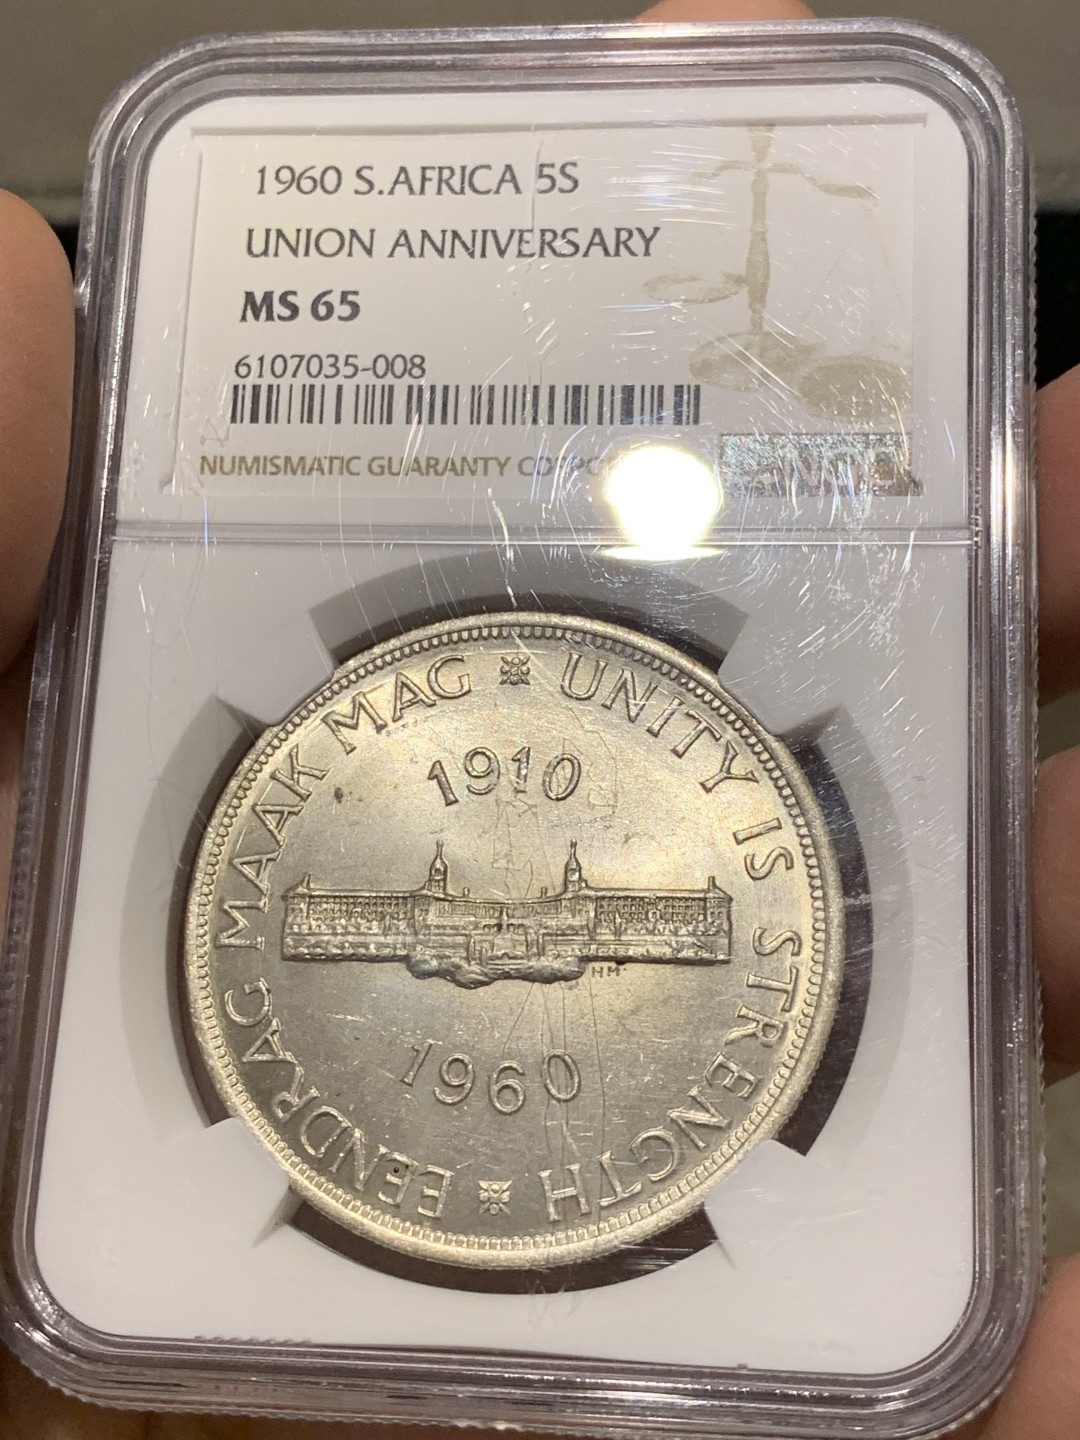 1960 S.AFRICA 5S
UNION ANNIVERSARY
MS 65
6107035-008
NUMISMATIC GUARANTY
EENDRAG MAAK MAG
UNITY IS STRENGTH
1910
HM
1960